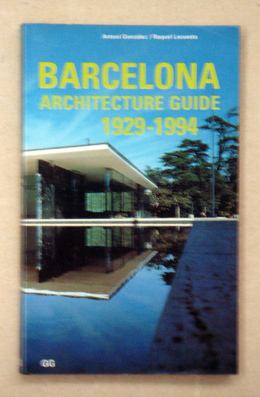 Antoni González / Raquel Lacuesta
BARCELONA
ARCHITECTURE GUIDE
1929-1994
GG